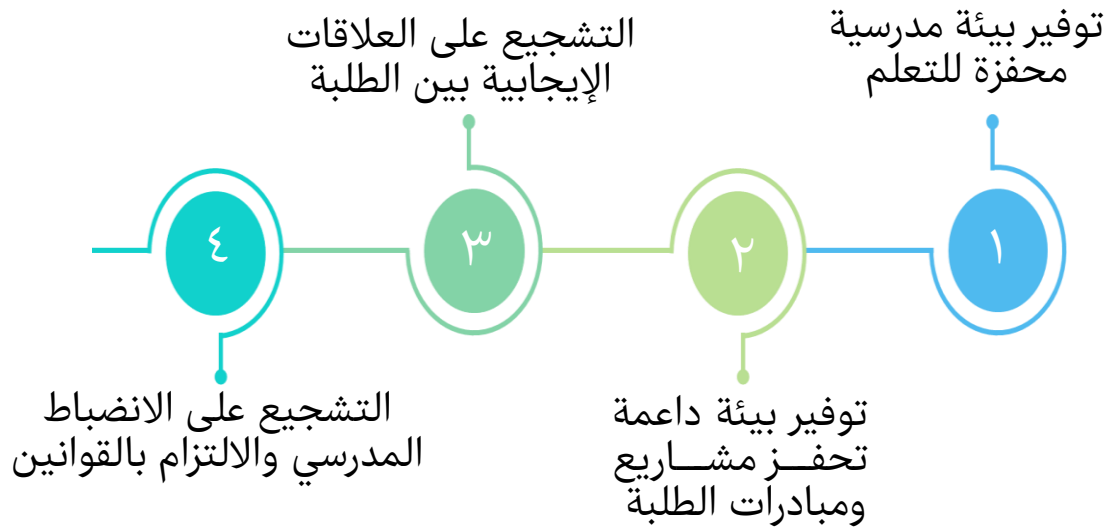 توفير بيئة مدرسية
محفزة للتعلم
١
توفير بيئة داعمة
تحفـــز مشـــاريع
ومبادرات الطلبة
٢
التشجيع على العلاقات
الإيجابية بين الطلبة
٣
التشجيع على الانضباط
المدرسي والالتزام بالقوانين
٤